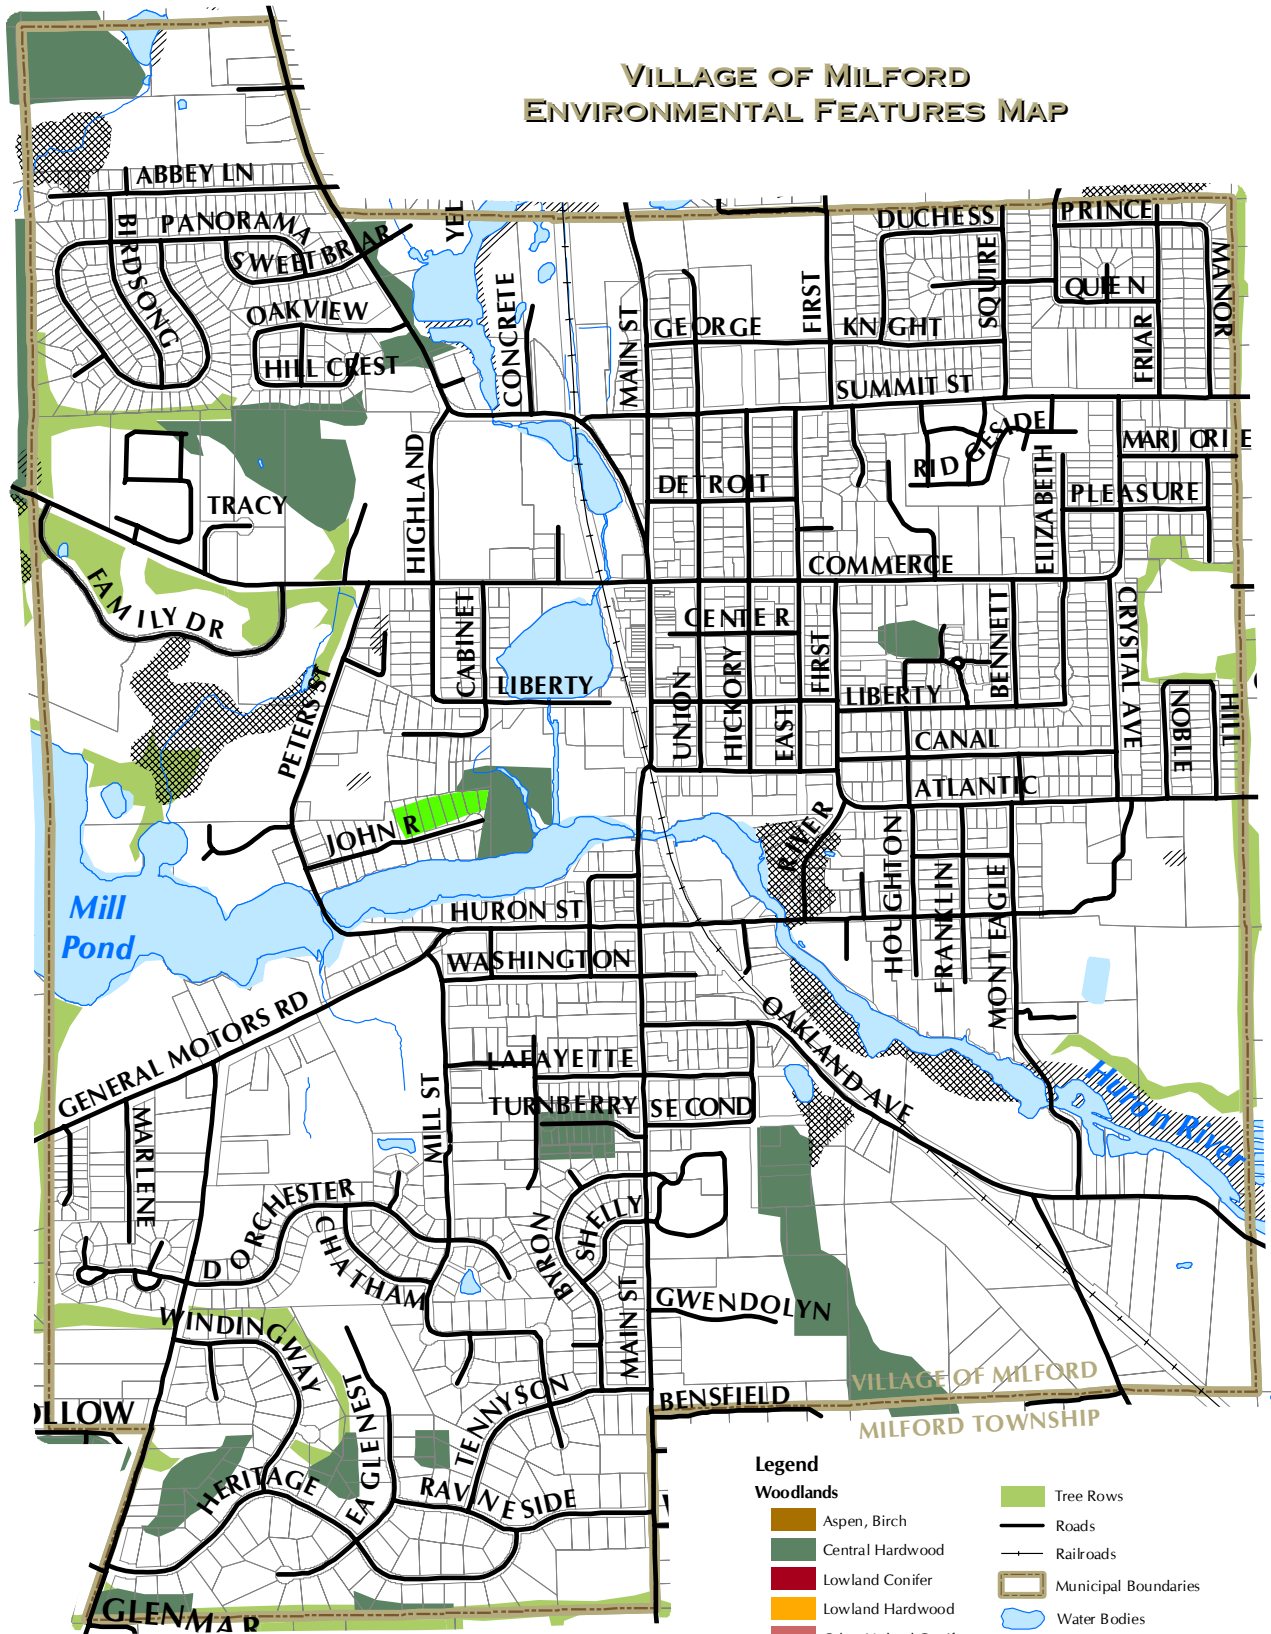 VILLAGE OF MILFORD
ENVIRONMENTAL FEATURES MAP
ABBEY LN
BIRDSONG
PANORAMA
SWEETBRIAR
YEL
OAKVIEW
HILL CREST
CONCRETE
MAIN ST
GEORGE
FIRST
DUCHESS
SQUIRE
PRINCE
QUEEN
MANOR
KNIGHT
FRIAR
SUMMIT ST
RIDGESIDE
MARJORIE
ELIZABETH
PLEASURE
HIGHLAND
DETROIT
TRACY
COMMERCE
FAMILY DR
CABINET
CENTER
LIBERTY
PETERS ST
UNION
HICKORY
EAST
FIRST
LIBERTY
BENNETT
CRYSTAL AVE
NOBLE
HILL
CANAL
ATLANTIC
JOHN R
RIVER
HOUGHTON
FRANKLIN
MONT EAGLE
Mill
Pond
HURON ST
WASHINGTON
GENERAL MOTORS RD
OAKLAND AVE
LAFAYETTE
MILL ST
TURNBERRY
SECOND
Huron River
MARLENE
DORCHESTER
CHATHAM
BYRON
SHELLY
MAIN ST
GWENDOLYN
WINDINGWAY
EAGLENEST
TENNYSON
BENSFIELD
VILLAGE OF MILFORD
MILFORD TOWNSHIP
OLLOW
HERITAGE
RAVINESIDE
GLENMAR
Legend
Woodlands
Aspen, Birch
Central Hardwood
Lowland Conifer
Lowland Hardwood
Tree Rows
Roads
Railroads
Municipal Boundaries
Water Bodies